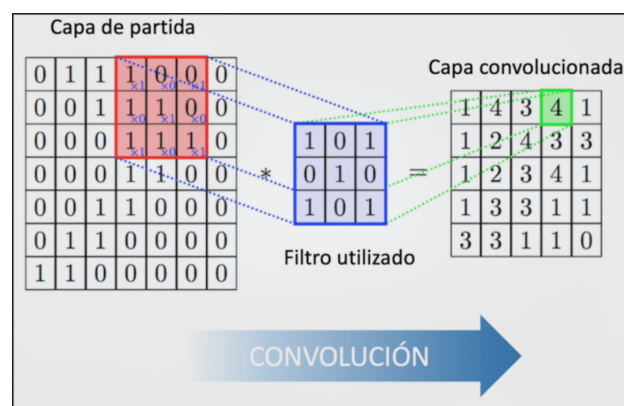 Capa de partida
Capa convolucionada
0 1 1 1×1 0×0 0×1 0
0 0 1 1×0 1×1 0×0 0
0 0 0 1×1 1×0 1×1 0
0 0 0 1 1 0 0
0 0 1 1 0 0 0
0 1 1 0 0 0 0
1 1 0 0 0 0 0
*
1 0 1
0 1 0
1 0 1
Filtro utilizado
=
1 4 3 4 1
1 2 4 3 3
1 2 3 4 1
1 3 3 1 1
3 3 1 1 0
CONVOLUCIÓN